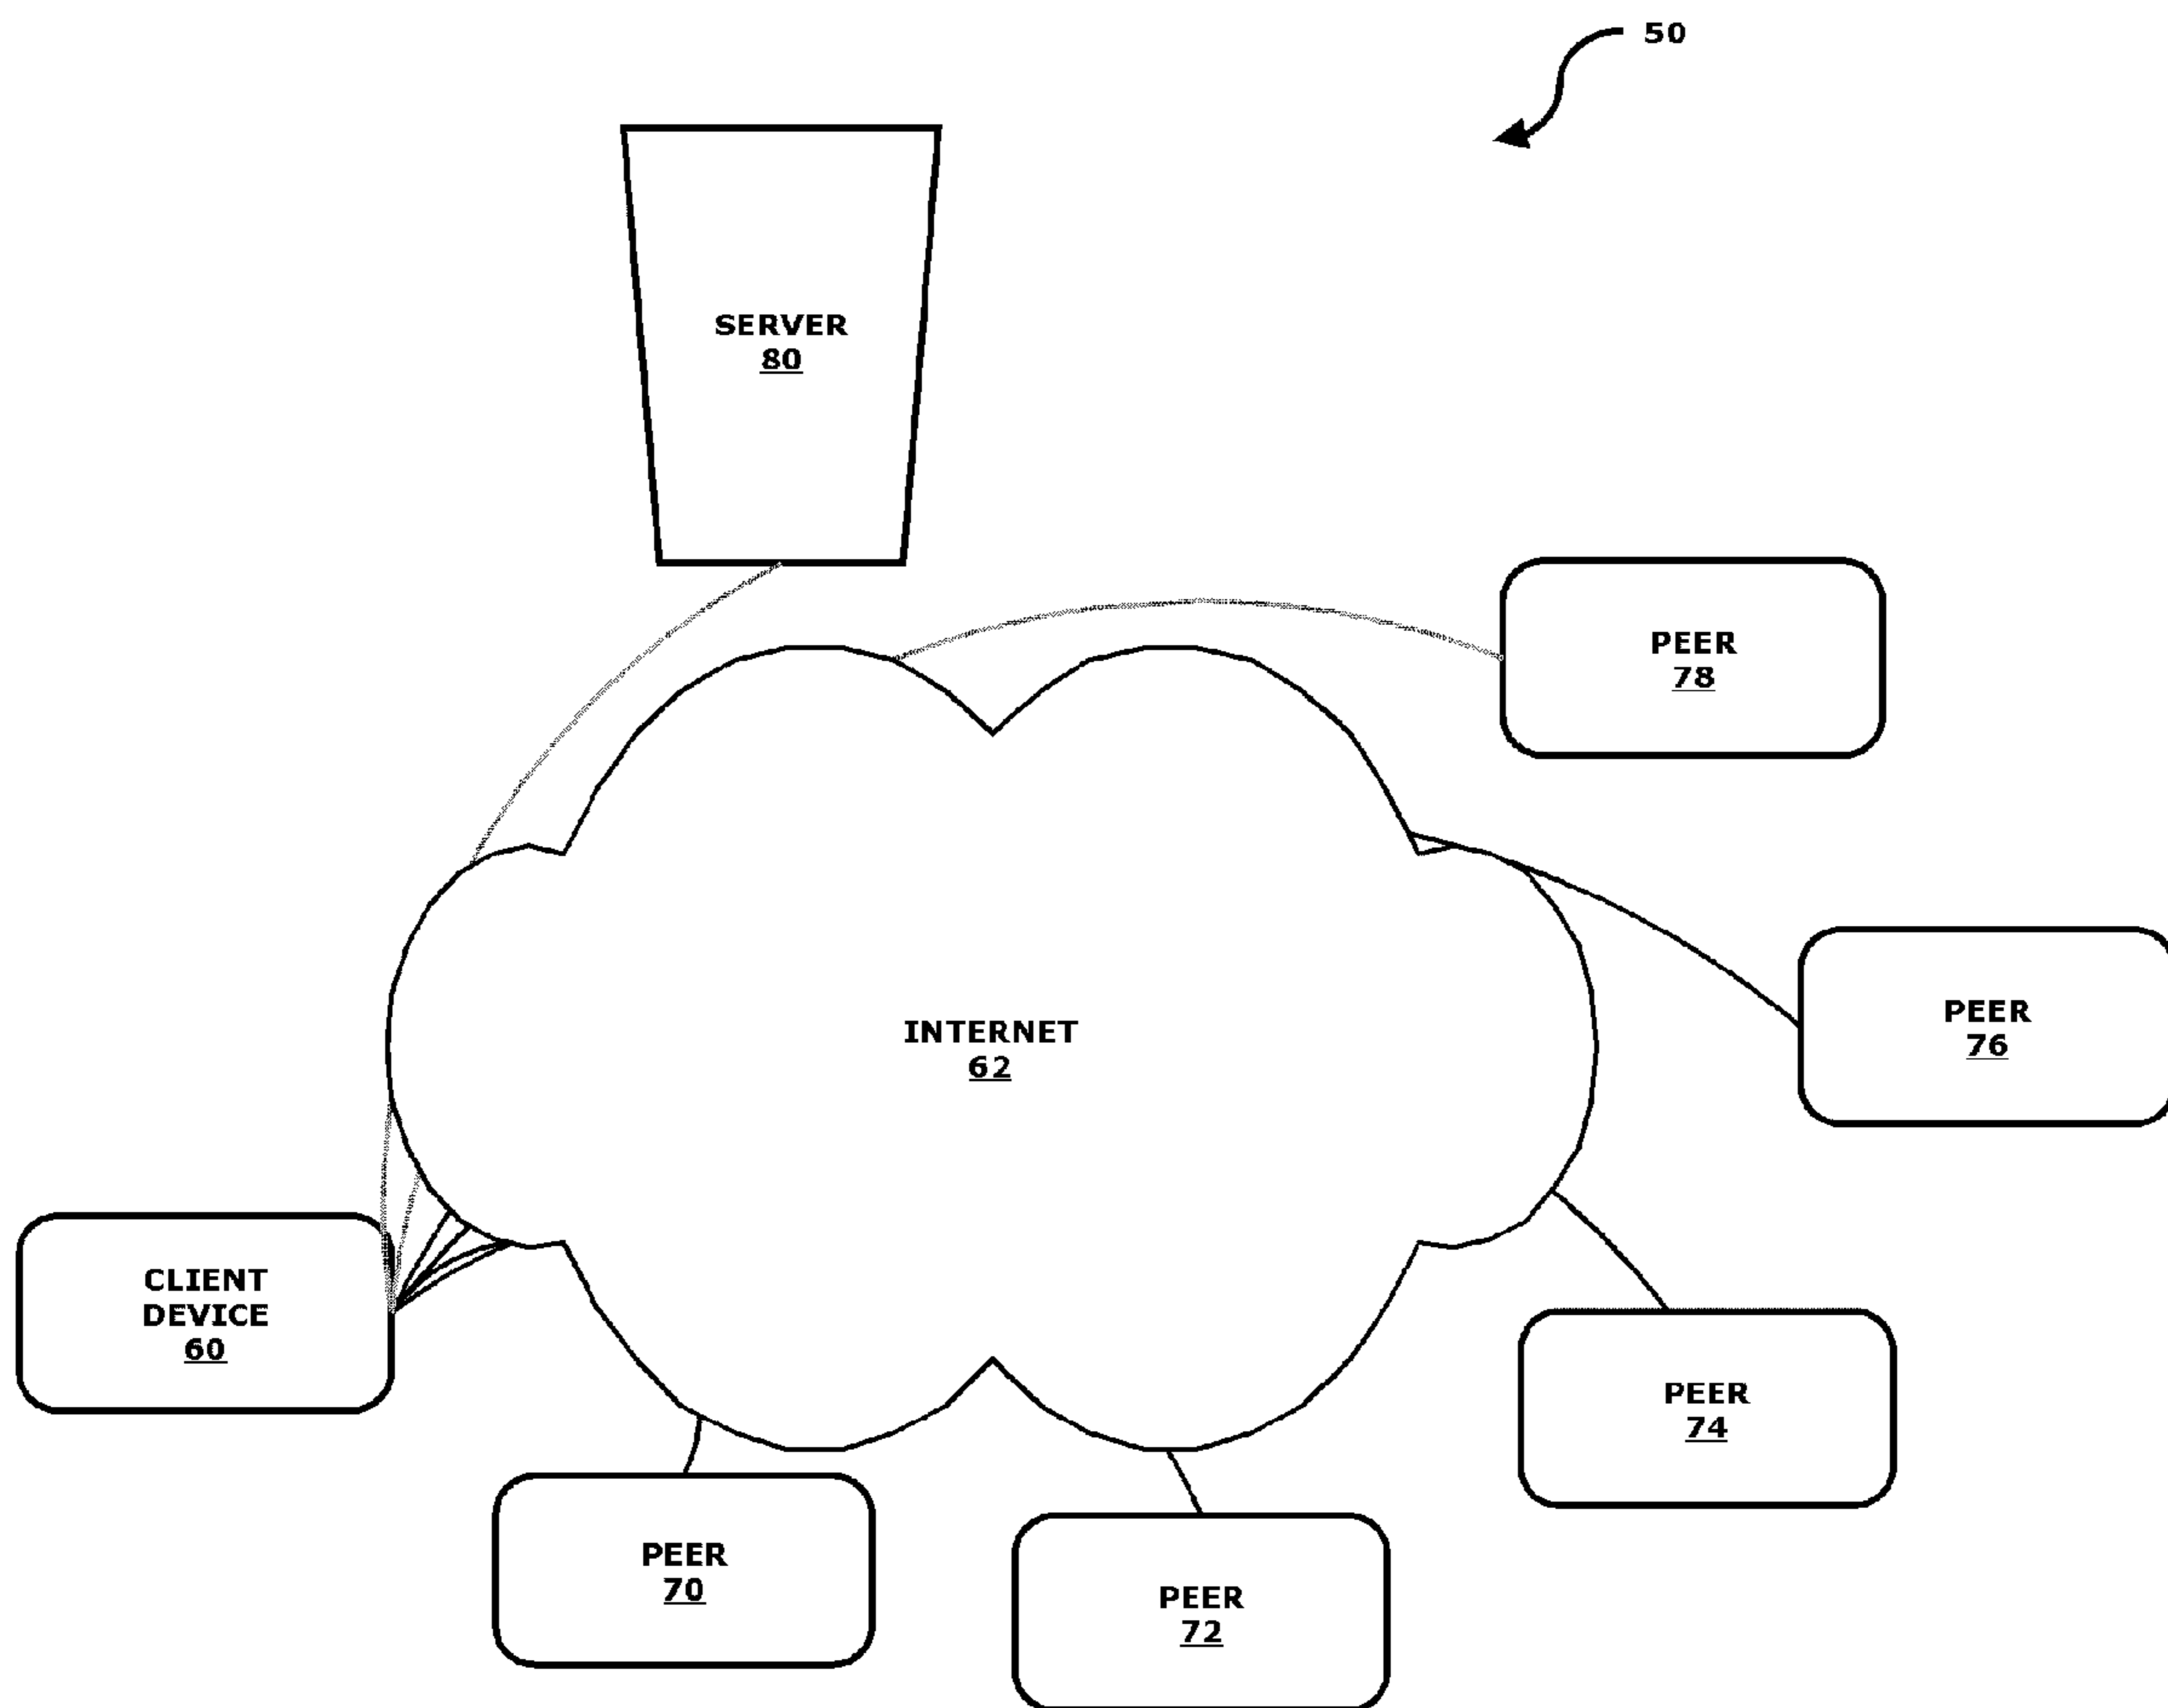 50
SERVER
80
PEER
78
INTERNET
62
PEER
76
CLIENT
DEVICE
60
PEER
74
PEER
70
PEER
72